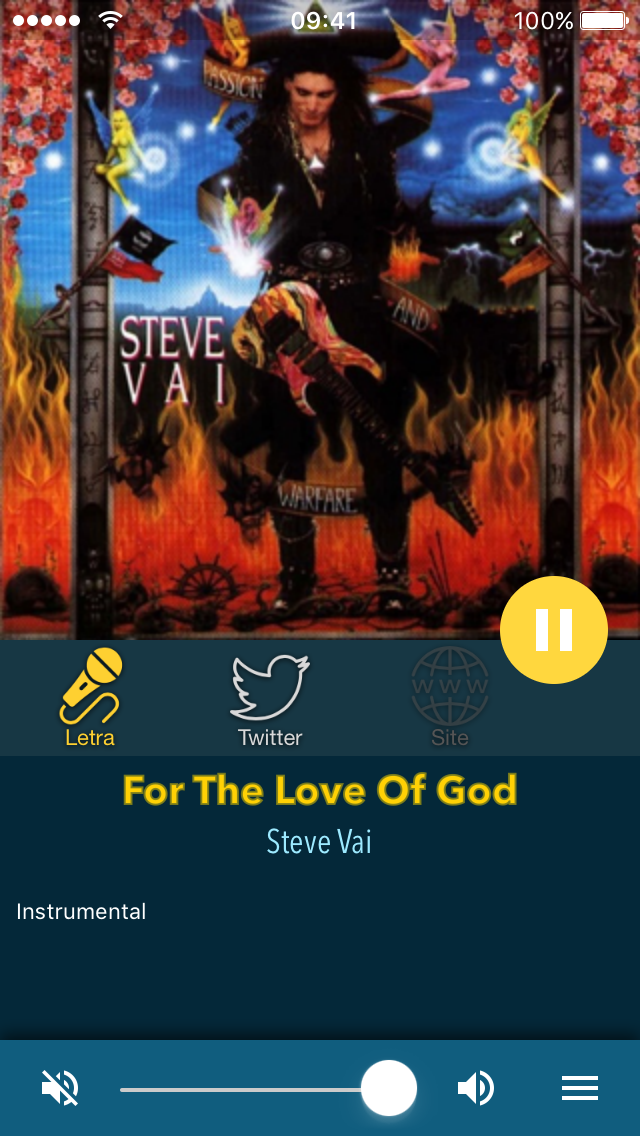 09:41
100%
PASSION
STEVE
VAI
AND
WARFARE
WWW
Letra
Twitter
Site
For The Love Of God
Steve Vai
Instrumental